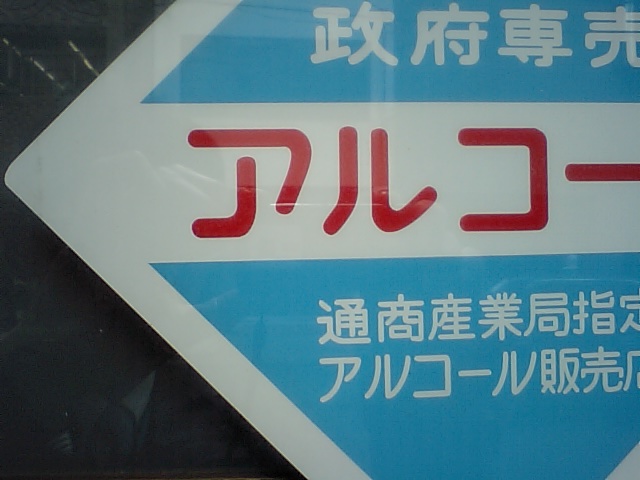 政府専売
アルコー
通商産業局指定
アルコール販売店